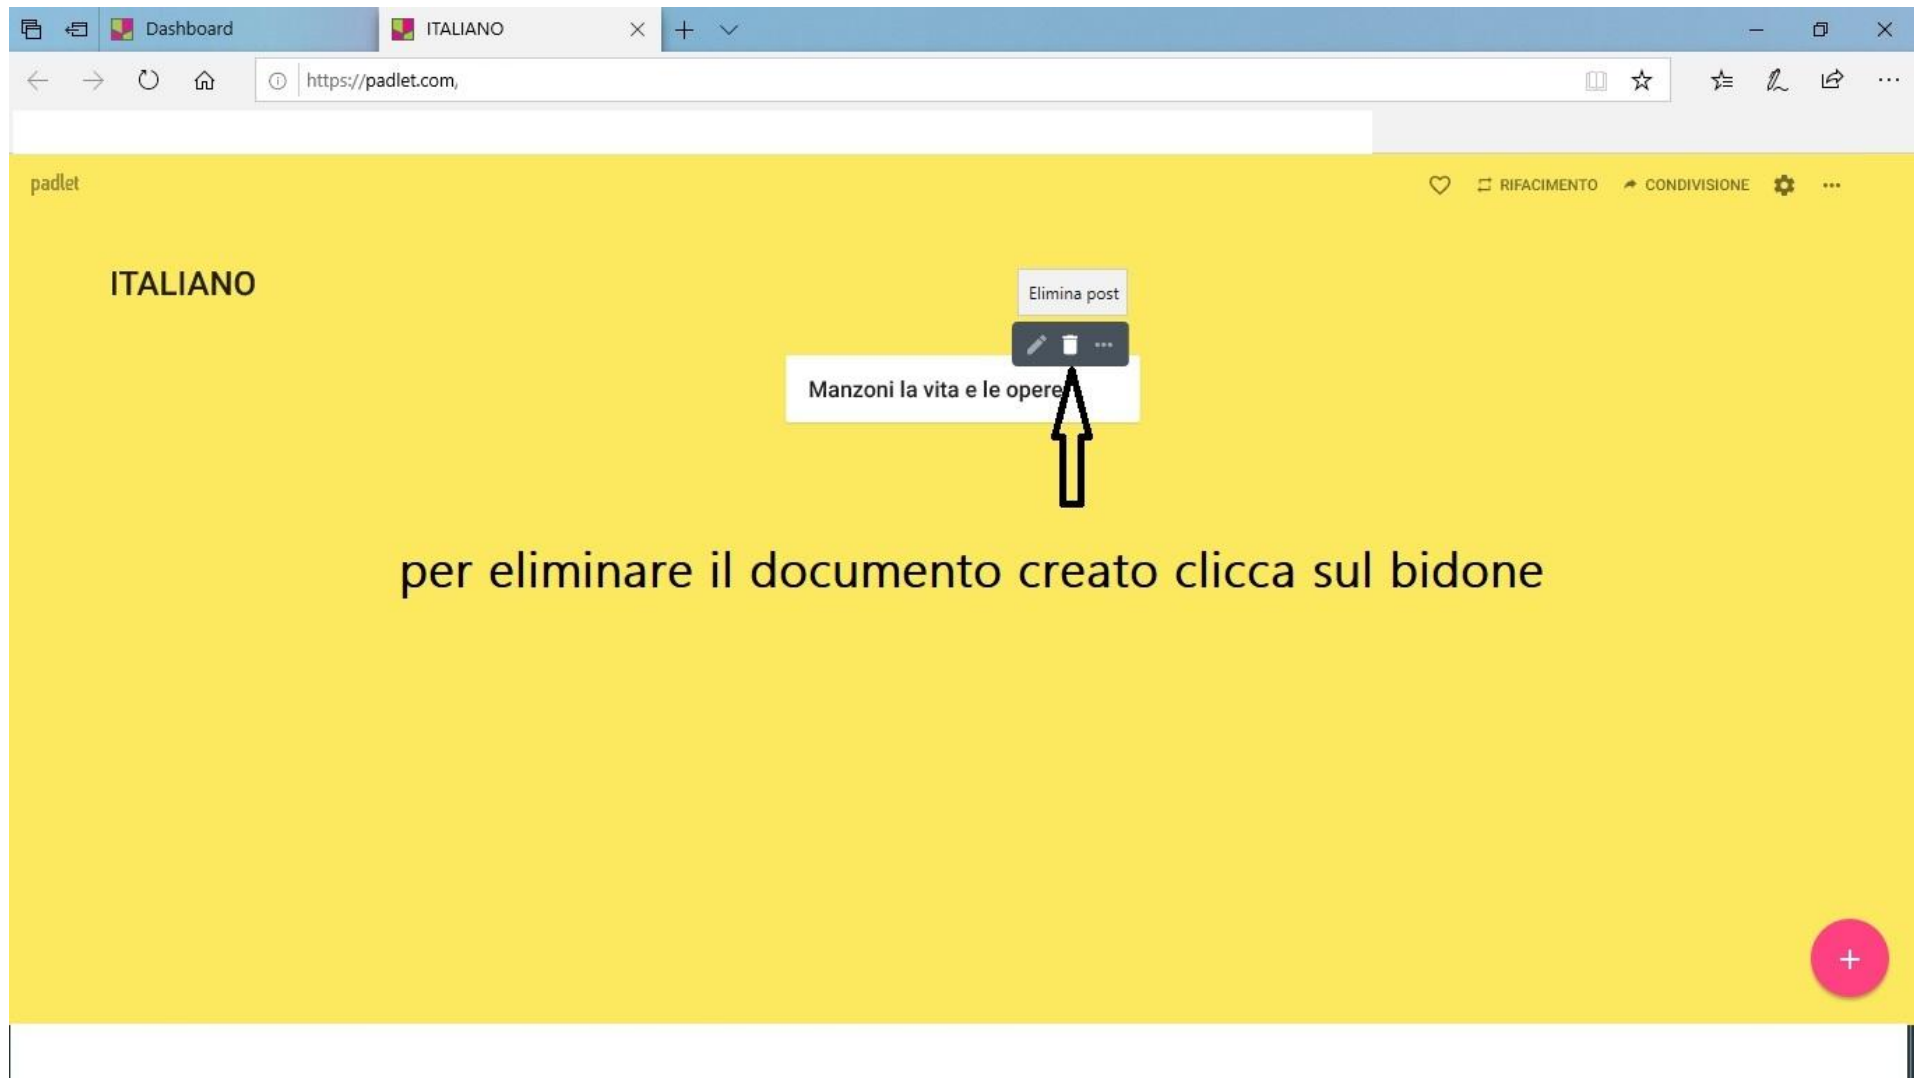 Dashboard
ITALIANO
https://padlet.com,
padlet
RIFACIMENTO
CONDIVISIONE
ITALIANO
Elimina post
Manzoni la vita e le opere
per eliminare il documento creato clicca sul bidone